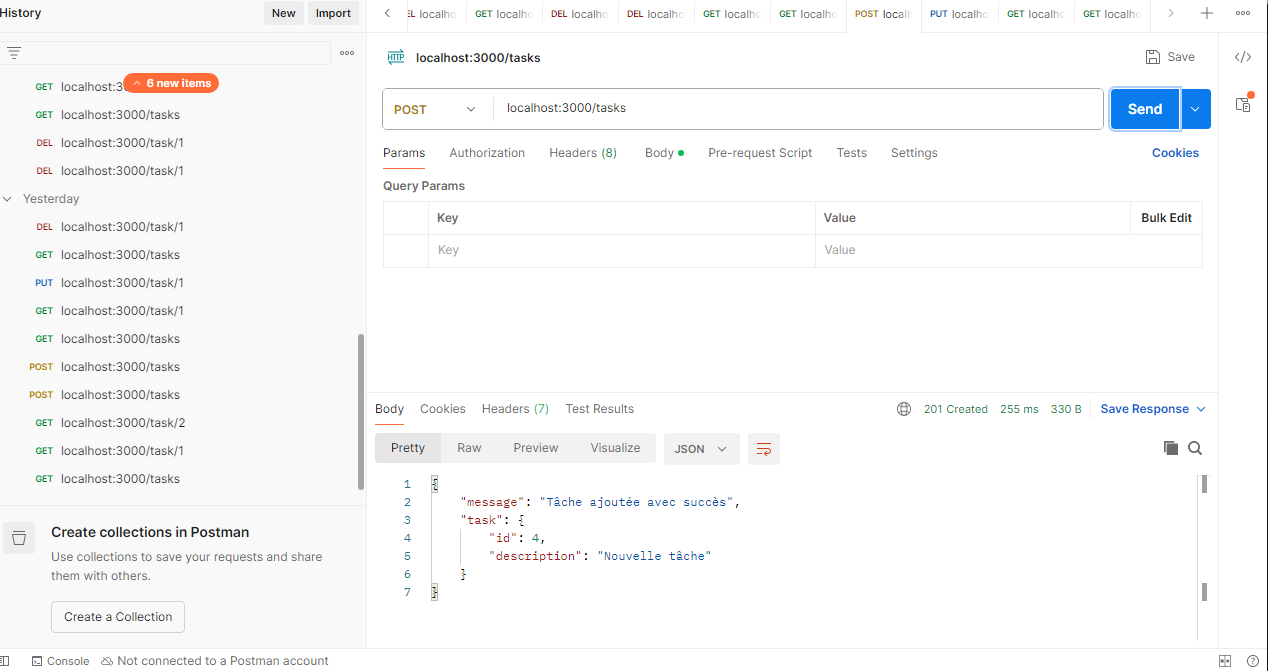 History New Import
GET localho DEL localho DEL localho GET localho GET localho POST localh PUT localho GET localho GET localho
localhost:3000/tasks Save
6 new items
GET localhost:3
GET localhost:3000/tasks
DEL localhost:3000/task/1
DEL localhost:3000/task/1
Yesterday
DEL localhost:3000/task/1
GET localhost:3000/tasks
PUT localhost:3000/task/1
GET localhost:3000/task/1
GET localhost:3000/tasks
POST localhost:3000/tasks
POST localhost:3000/tasks
GET localhost:3000/task/2
GET localhost:3000/task/1
GET localhost:3000/tasks
Create collections in Postman
Use collections to save your requests and share
them with others.
Create a Collection
POST localhost:3000/tasks Send
Params Authorization Headers (8) Body Pre-request Script Tests Settings Cookies
Query Params
Key Value Bulk Edit
Key Value
Body Cookies Headers (7) Test Results 201 Created 255 ms 330 B Save Response
Pretty Raw Preview Visualize JSON
1 {
2 "message": "Tâche ajoutée avec succès",
3 "task": {
4 "id": 4,
5 "description": "Nouvelle tâche"
6 }
7 }
Console Not connected to a Postman account